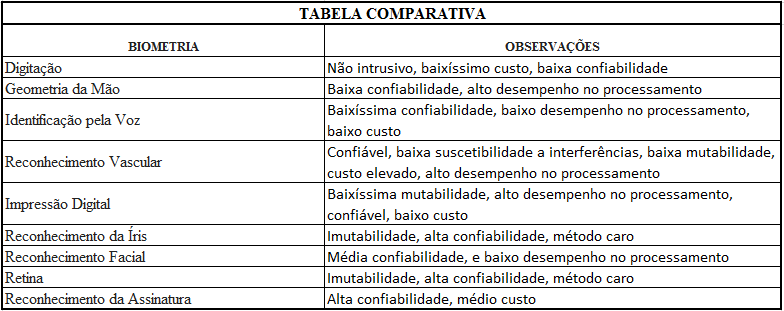 TABELA COMPARATIVA
BIOMETRIA OBSERVAÇÕES
Digitação Não intrusivo, baixíssimo custo, baixa confiabilidade
Geometria da Mão Baixa confiabilidade, alto desempenho no processamento
Identificação pela Voz Baixíssima confiabilidade, baixo desempenho no processamento,
baixo custo
Reconhecimento Vascular Confiável, baixa suscetibilidade a interferências, baixa mutabilidade,
custo elevado, alto desempenho no processamento
Impressão Digital Baixíssima mutabilidade, alto desempenho no processamento,
confiável, baixo custo
Reconhecimento da Íris Imutabilidade, alta confiabilidade, método caro
Reconhecimento Facial Média confiabilidade, e baixo desempenho no processamento
Retina Imutabilidade, alta confiabilidade, método caro
Reconhecimento da Assinatura Alta confiabilidade, médio custo